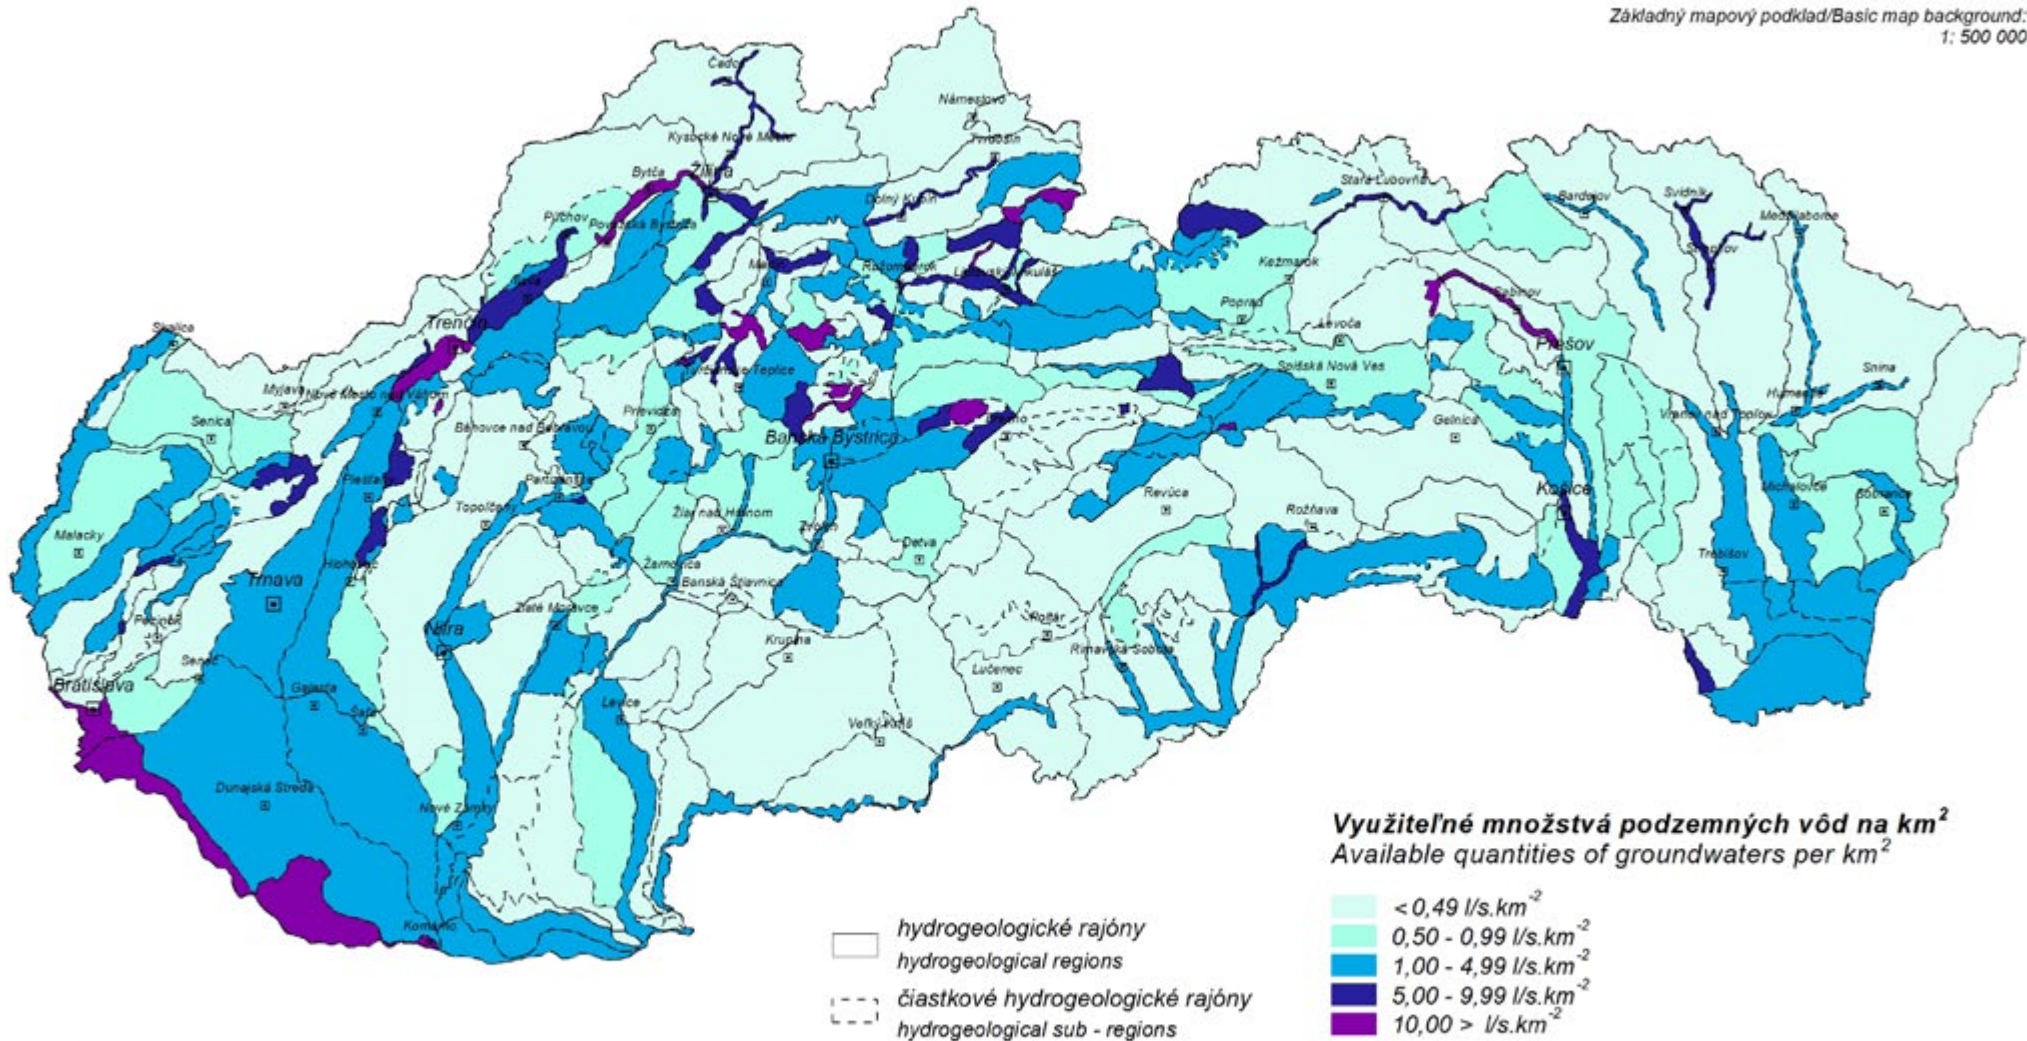 Základný mapový podklad/Basic map background:
1: 500 000
Námestovo
Kysucké Nové Mesto
Tvrdošín
Bytča
Žilina
Stará Ľubovňa
Bardejov
Svidník
Medzilaborce
Dolný Kubín
Púchov
Považská Bystrica
Kežmarok
Poprad
Sabinov
Trenčín
Skalica
Levoča
Prešov
Turčianske Teplice
Spišská Nová Ves
Snina
Humenné
Myjava
Nové Mesto nad Váhom
Senica
Prievidza
Bánovce nad Bebravou
Banská Bystrica
Brezno
Gelnica
Vranov nad Topľou
Piešťany
Partizánske
Topoľčany
Revúca
Košice
Michalovce
Sobrance
Žiar nad Hronom
Zvolen
Rožňava
Malacky
Detva
Hlohovec
Trnava
Žarnovica
Banská Štiavnica
Trebišov
Zlaté Moravce
Pezinok
Nitra
Poltár
Krupina
Rimavská Sobota
Senec
Lučenec
Bratislava
Galanta
Šaľa
Levice
Veľký Krtíš
Dunajská Streda
Nové Zámky
Komárno
Využiteľné množstvá podzemných vôd na km²
Available quantities of groundwaters per km²
< 0,49 l/s.km⁻²
0,50 - 0,99 l/s.km⁻²
1,00 - 4,99 l/s.km⁻²
5,00 - 9,99 l/s.km⁻²
10,00 > l/s.km⁻²
hydrogeologické rajóny
hydrogeological regions
čiastkové hydrogeologické rajóny
hydrogeological sub - regions